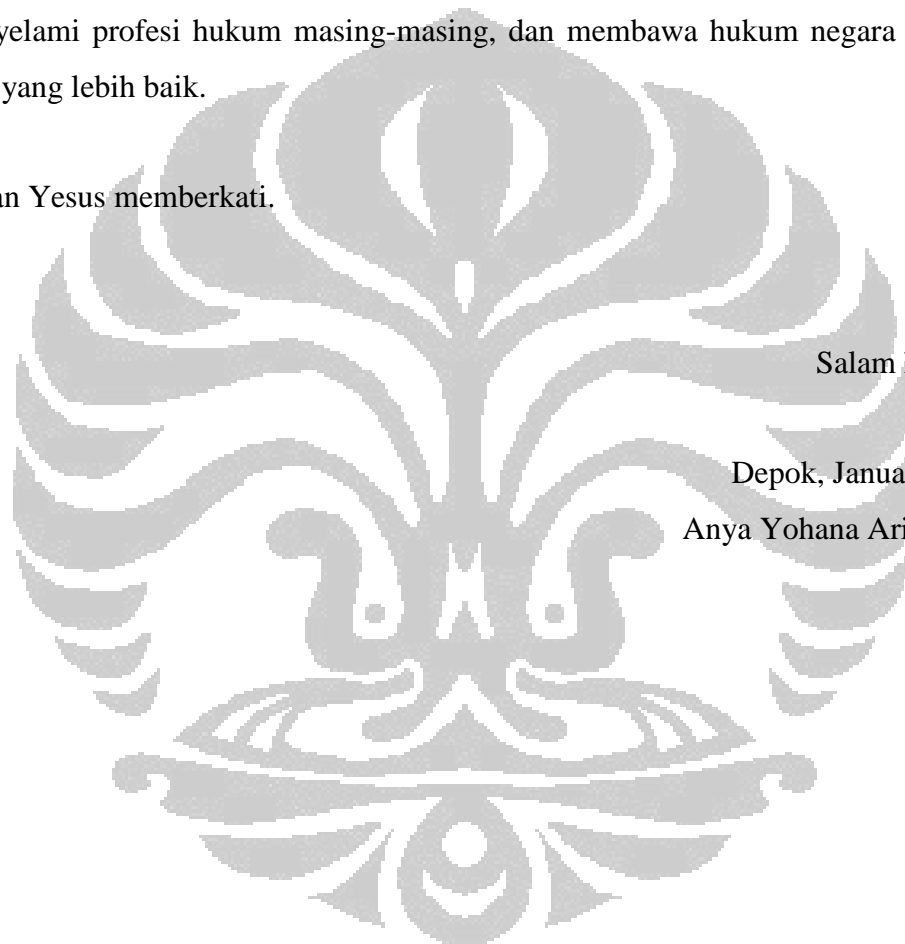 yelami profesi hukum masing-masing, dan membawa hukum negara
yang lebih baik.
an Yesus memberkati.
Salam
Depok, Janua
Anya Yohana Ari